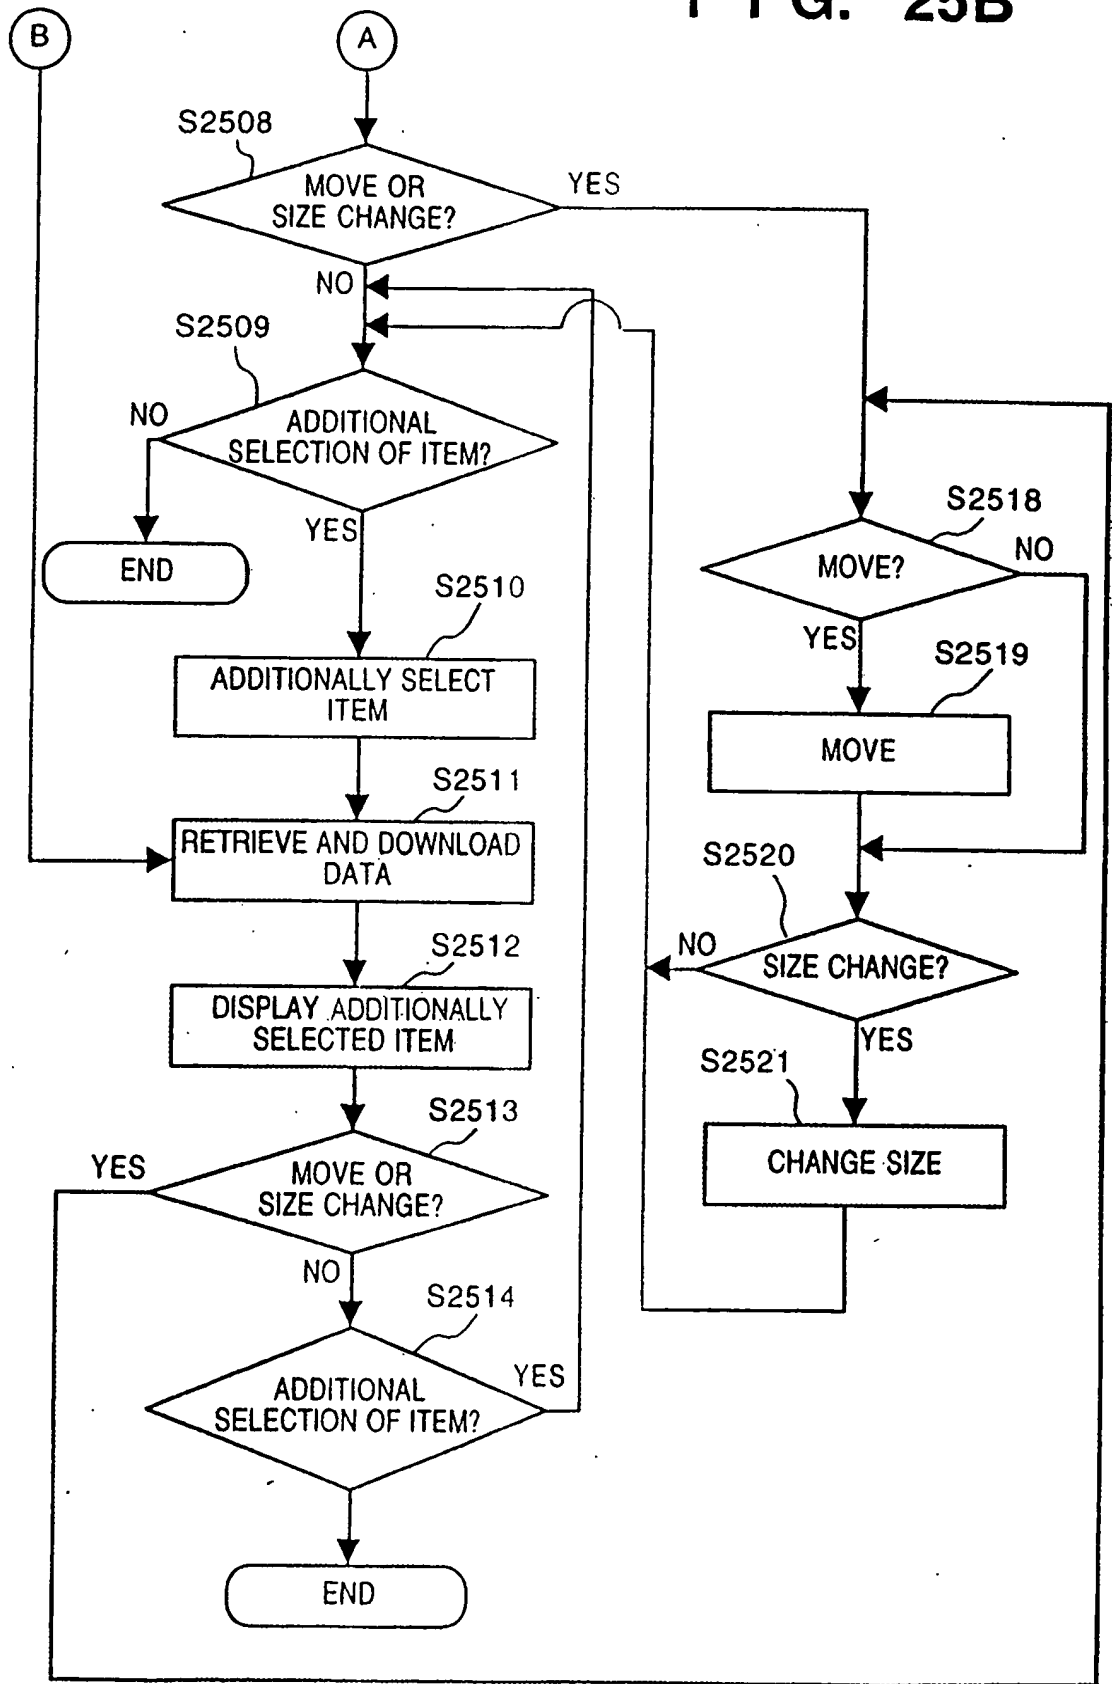 FIG. 25B
B
A
S2508
MOVE OR
SIZE CHANGE?
YES
NO
S2509
NO
ADDITIONAL
SELECTION OF ITEM?
YES
END
S2510
ADDITIONALLY SELECT
ITEM
S2511
RETRIEVE AND DOWNLOAD
DATA
S2512
DISPLAY ADDITIONALLY
SELECTED ITEM
S2513
YES
MOVE OR
SIZE CHANGE?
NO
S2514
YES
ADDITIONAL
SELECTION OF ITEM?
END
S2518
NO
MOVE?
YES
S2519
MOVE
S2520
NO
SIZE CHANGE?
YES
S2521
CHANGE SIZE